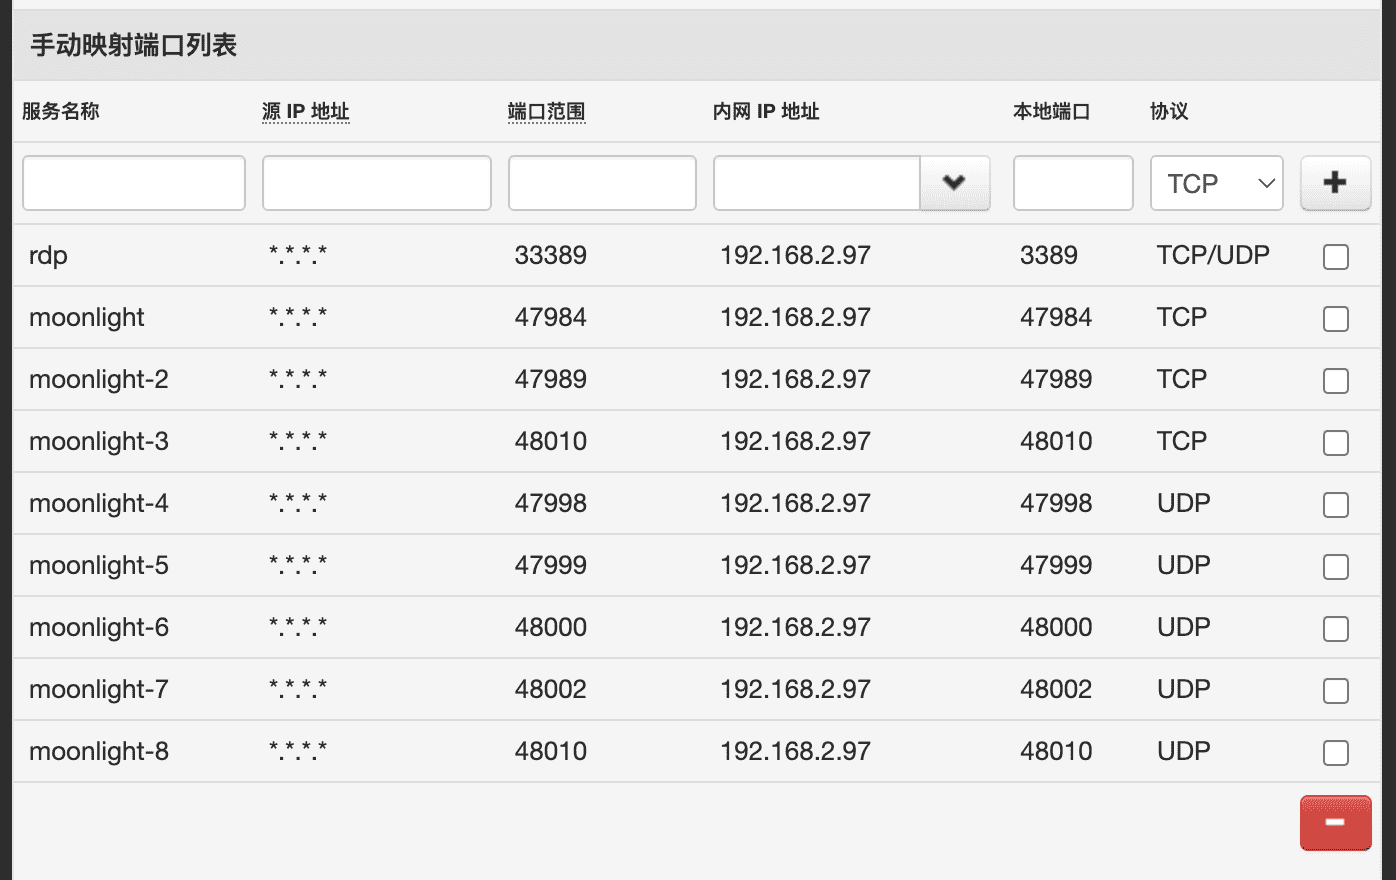 手动映射端口列表
服务名称 源 IP 地址 端口范围 内网 IP 地址 本地端口 协议
TCP
rdp *.*.*.* 33389 192.168.2.97 3389 TCP/UDP
moonlight *.*.*.* 47984 192.168.2.97 47984 TCP
moonlight-2 *.*.*.* 47989 192.168.2.97 47989 TCP
moonlight-3 *.*.*.* 48010 192.168.2.97 48010 TCP
moonlight-4 *.*.*.* 47998 192.168.2.97 47998 UDP
moonlight-5 *.*.*.* 47999 192.168.2.97 47999 UDP
moonlight-6 *.*.*.* 48000 192.168.2.97 48000 UDP
moonlight-7 *.*.*.* 48002 192.168.2.97 48002 UDP
moonlight-8 *.*.*.* 48010 192.168.2.97 48010 UDP